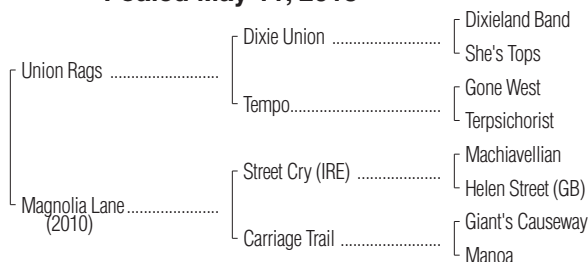 Foaled May 11, 2018
Dixieland Band
Dixie Union
She's Tops
Union Rags
Gone West
Tempo
Terpsichorist
Machiavellian
Street Cry (IRE)
Helen Street (GB)
Magnolia Lane
(2010)
Giant's Causeway
Carriage Trail
Manoa